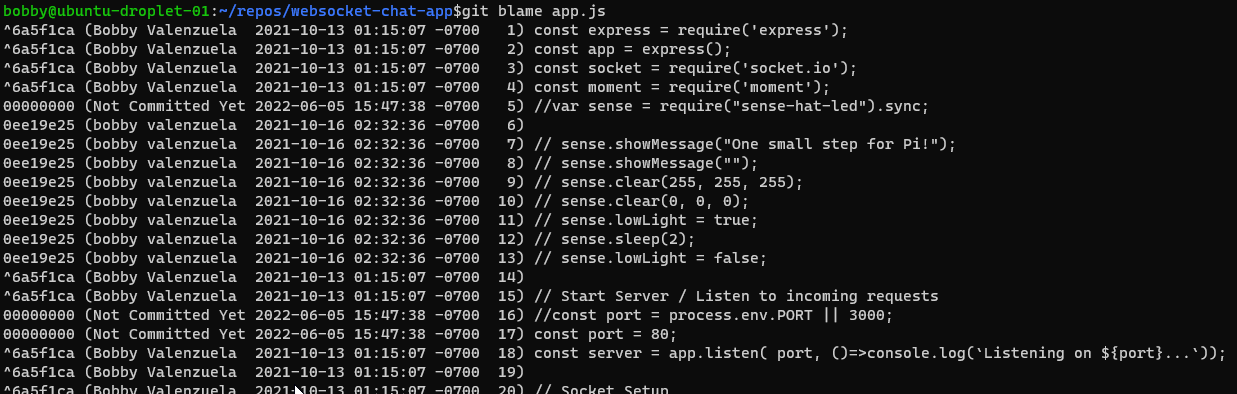 bobby@ubuntu-droplet-01:~/repos/websocket-chat-app$git blame app.js
^6a5f1ca (Bobby Valenzuela  2021-10-13 01:15:07 -0700   1) const express = require('express');
^6a5f1ca (Bobby Valenzuela  2021-10-13 01:15:07 -0700   2) const app = express();
^6a5f1ca (Bobby Valenzuela  2021-10-13 01:15:07 -0700   3) const socket = require('socket.io');
^6a5f1ca (Bobby Valenzuela  2021-10-13 01:15:07 -0700   4) const moment = require('moment');
00000000 (Not Committed Yet 2022-06-05 15:47:38 -0700   5) //var sense = require("sense-hat-led").sync;
0ee19e25 (bobby valenzuela  2021-10-16 02:32:36 -0700   6)
0ee19e25 (bobby valenzuela  2021-10-16 02:32:36 -0700   7) // sense.showMessage("One small step for Pi!");
0ee19e25 (bobby valenzuela  2021-10-16 02:32:36 -0700   8) // sense.showMessage("");
0ee19e25 (bobby valenzuela  2021-10-16 02:32:36 -0700   9) // sense.clear(255, 255, 255);
0ee19e25 (bobby valenzuela  2021-10-16 02:32:36 -0700  10) // sense.clear(0, 0, 0);
0ee19e25 (bobby valenzuela  2021-10-16 02:32:36 -0700  11) // sense.lowLight = true;
0ee19e25 (bobby valenzuela  2021-10-16 02:32:36 -0700  12) // sense.sleep(2);
0ee19e25 (bobby valenzuela  2021-10-16 02:32:36 -0700  13) // sense.lowLight = false;
^6a5f1ca (Bobby Valenzuela  2021-10-13 01:15:07 -0700  14)
^6a5f1ca (Bobby Valenzuela  2021-10-13 01:15:07 -0700  15) // Start Server / Listen to incoming requests
00000000 (Not Committed Yet 2022-06-05 15:47:38 -0700  16) //const port = process.env.PORT || 3000;
00000000 (Not Committed Yet 2022-06-05 15:47:38 -0700  17) const port = 80;
^6a5f1ca (Bobby Valenzuela  2021-10-13 01:15:07 -0700  18) const server = app.listen( port, ()=>console.log(`Listening on ${port}...`));
^6a5f1ca (Bobby Valenzuela  2021-10-13 01:15:07 -0700  19)
^6a5f1ca (Bobby Valenzuela  2021-10-13 01:15:07 -0700  20) // Socket Setup